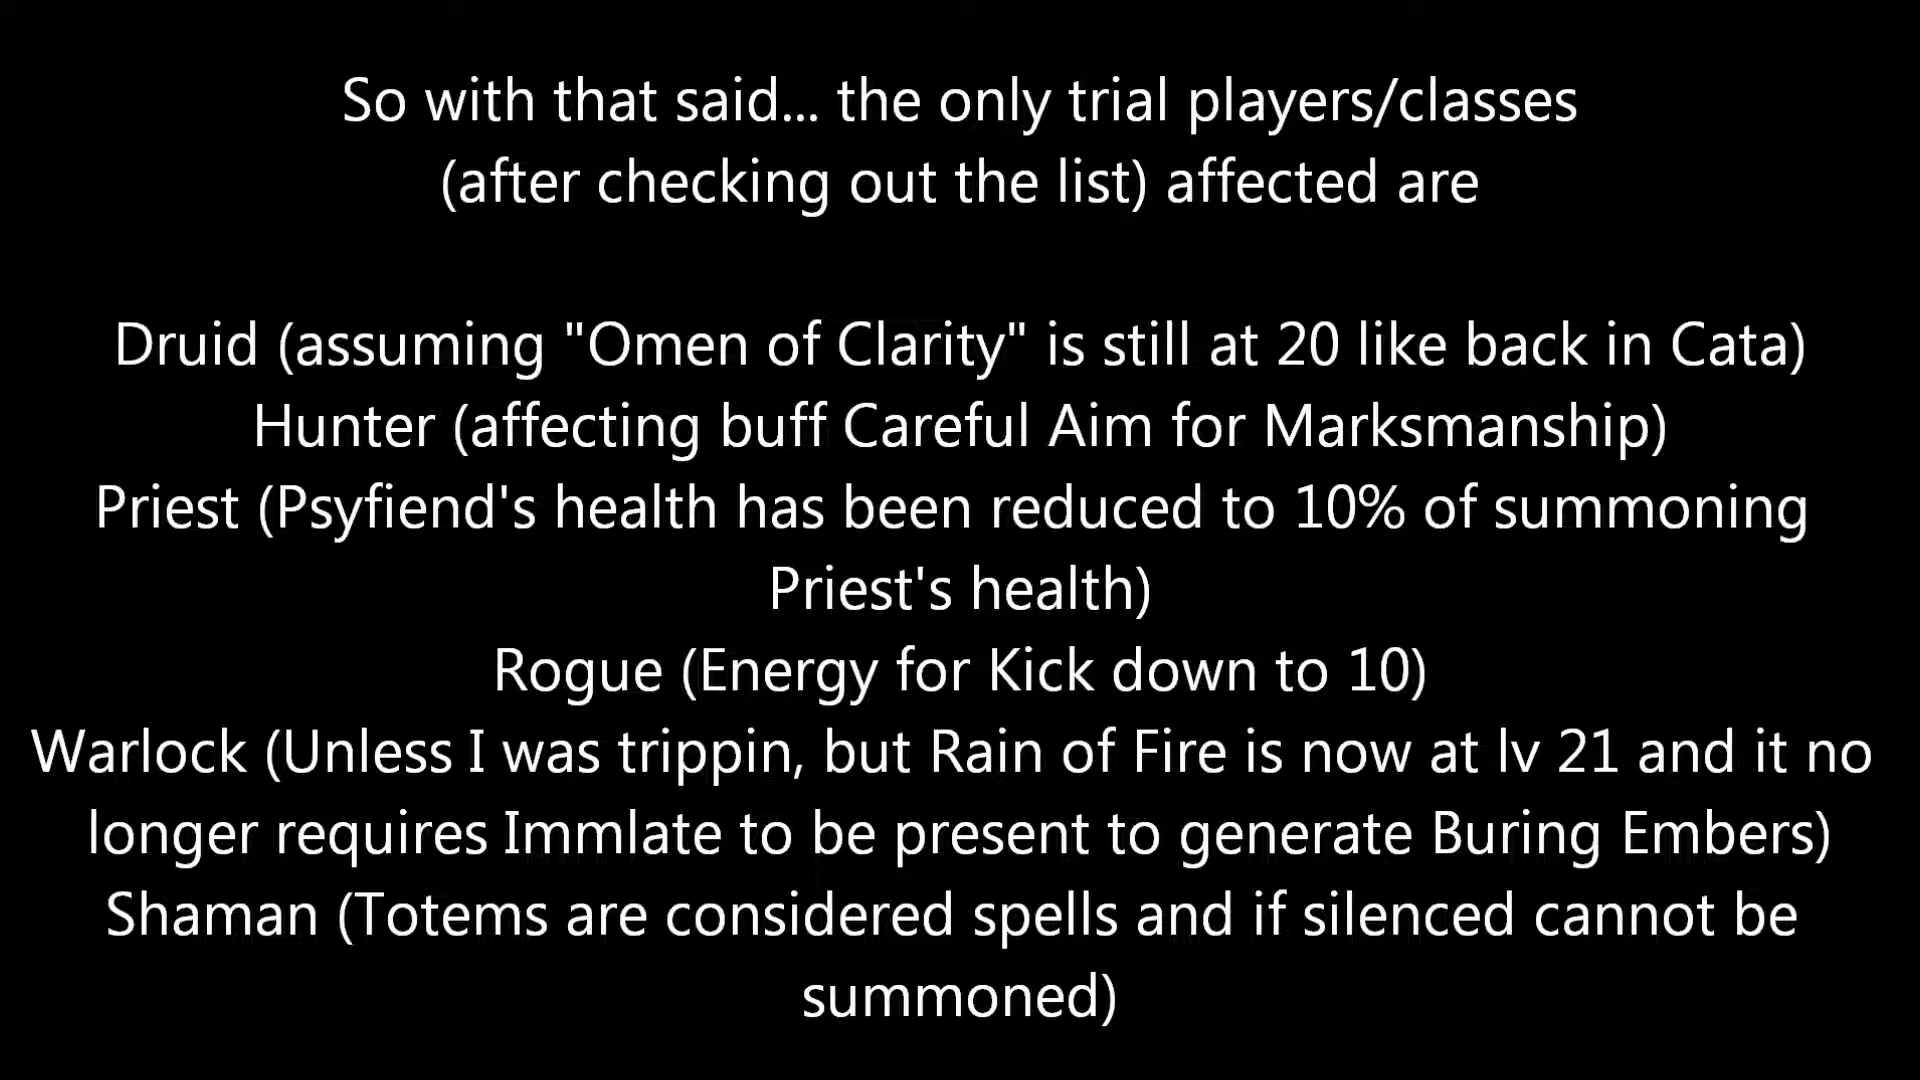 So with that said... the only trial players/classes
(after checking out the list) affected are
Druid (assuming "Omen of Clarity" is still at 20 like back in Cata)
Hunter (affecting buff Careful Aim for Marksmanship)
Priest (Psyfiend's health has been reduced to 10% of summoning
Priest's health)
Rogue (Energy for Kick down to 10)
Warlock (Unless I was trippin, but Rain of Fire is now at lv 21 and it no
longer requires Immlate to be present to generate Buring Embers)
Shaman (Totems are considered spells and if silenced cannot be
summoned)